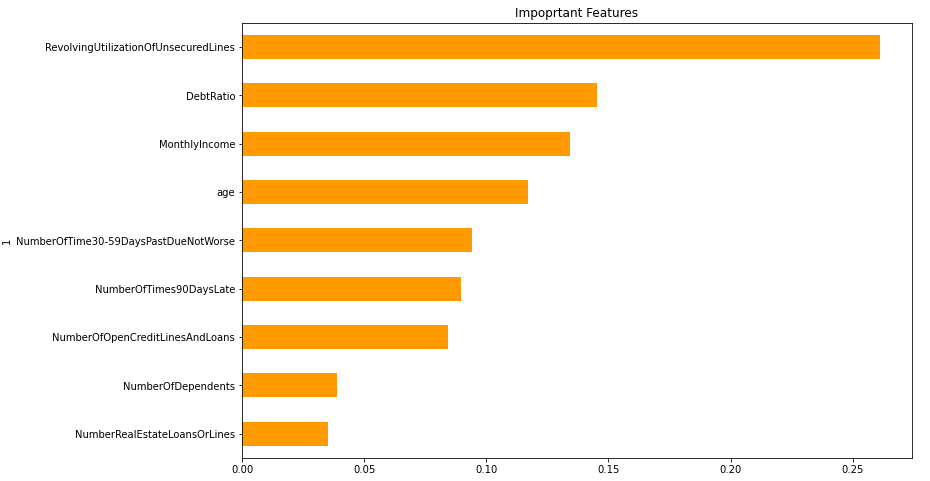 Impoprtant Features
RevolvingUtilizationOfUnsecuredLines
DebtRatio
MonthlyIncome
age
1
NumberOfTime30-59DaysPastDueNotWorse
NumberOfTimes90DaysLate
NumberOfOpenCreditLinesAndLoans
NumberOfDependents
NumberRealEstateLoansOrLines
0.00 0.05 0.10 0.15 0.20 0.25